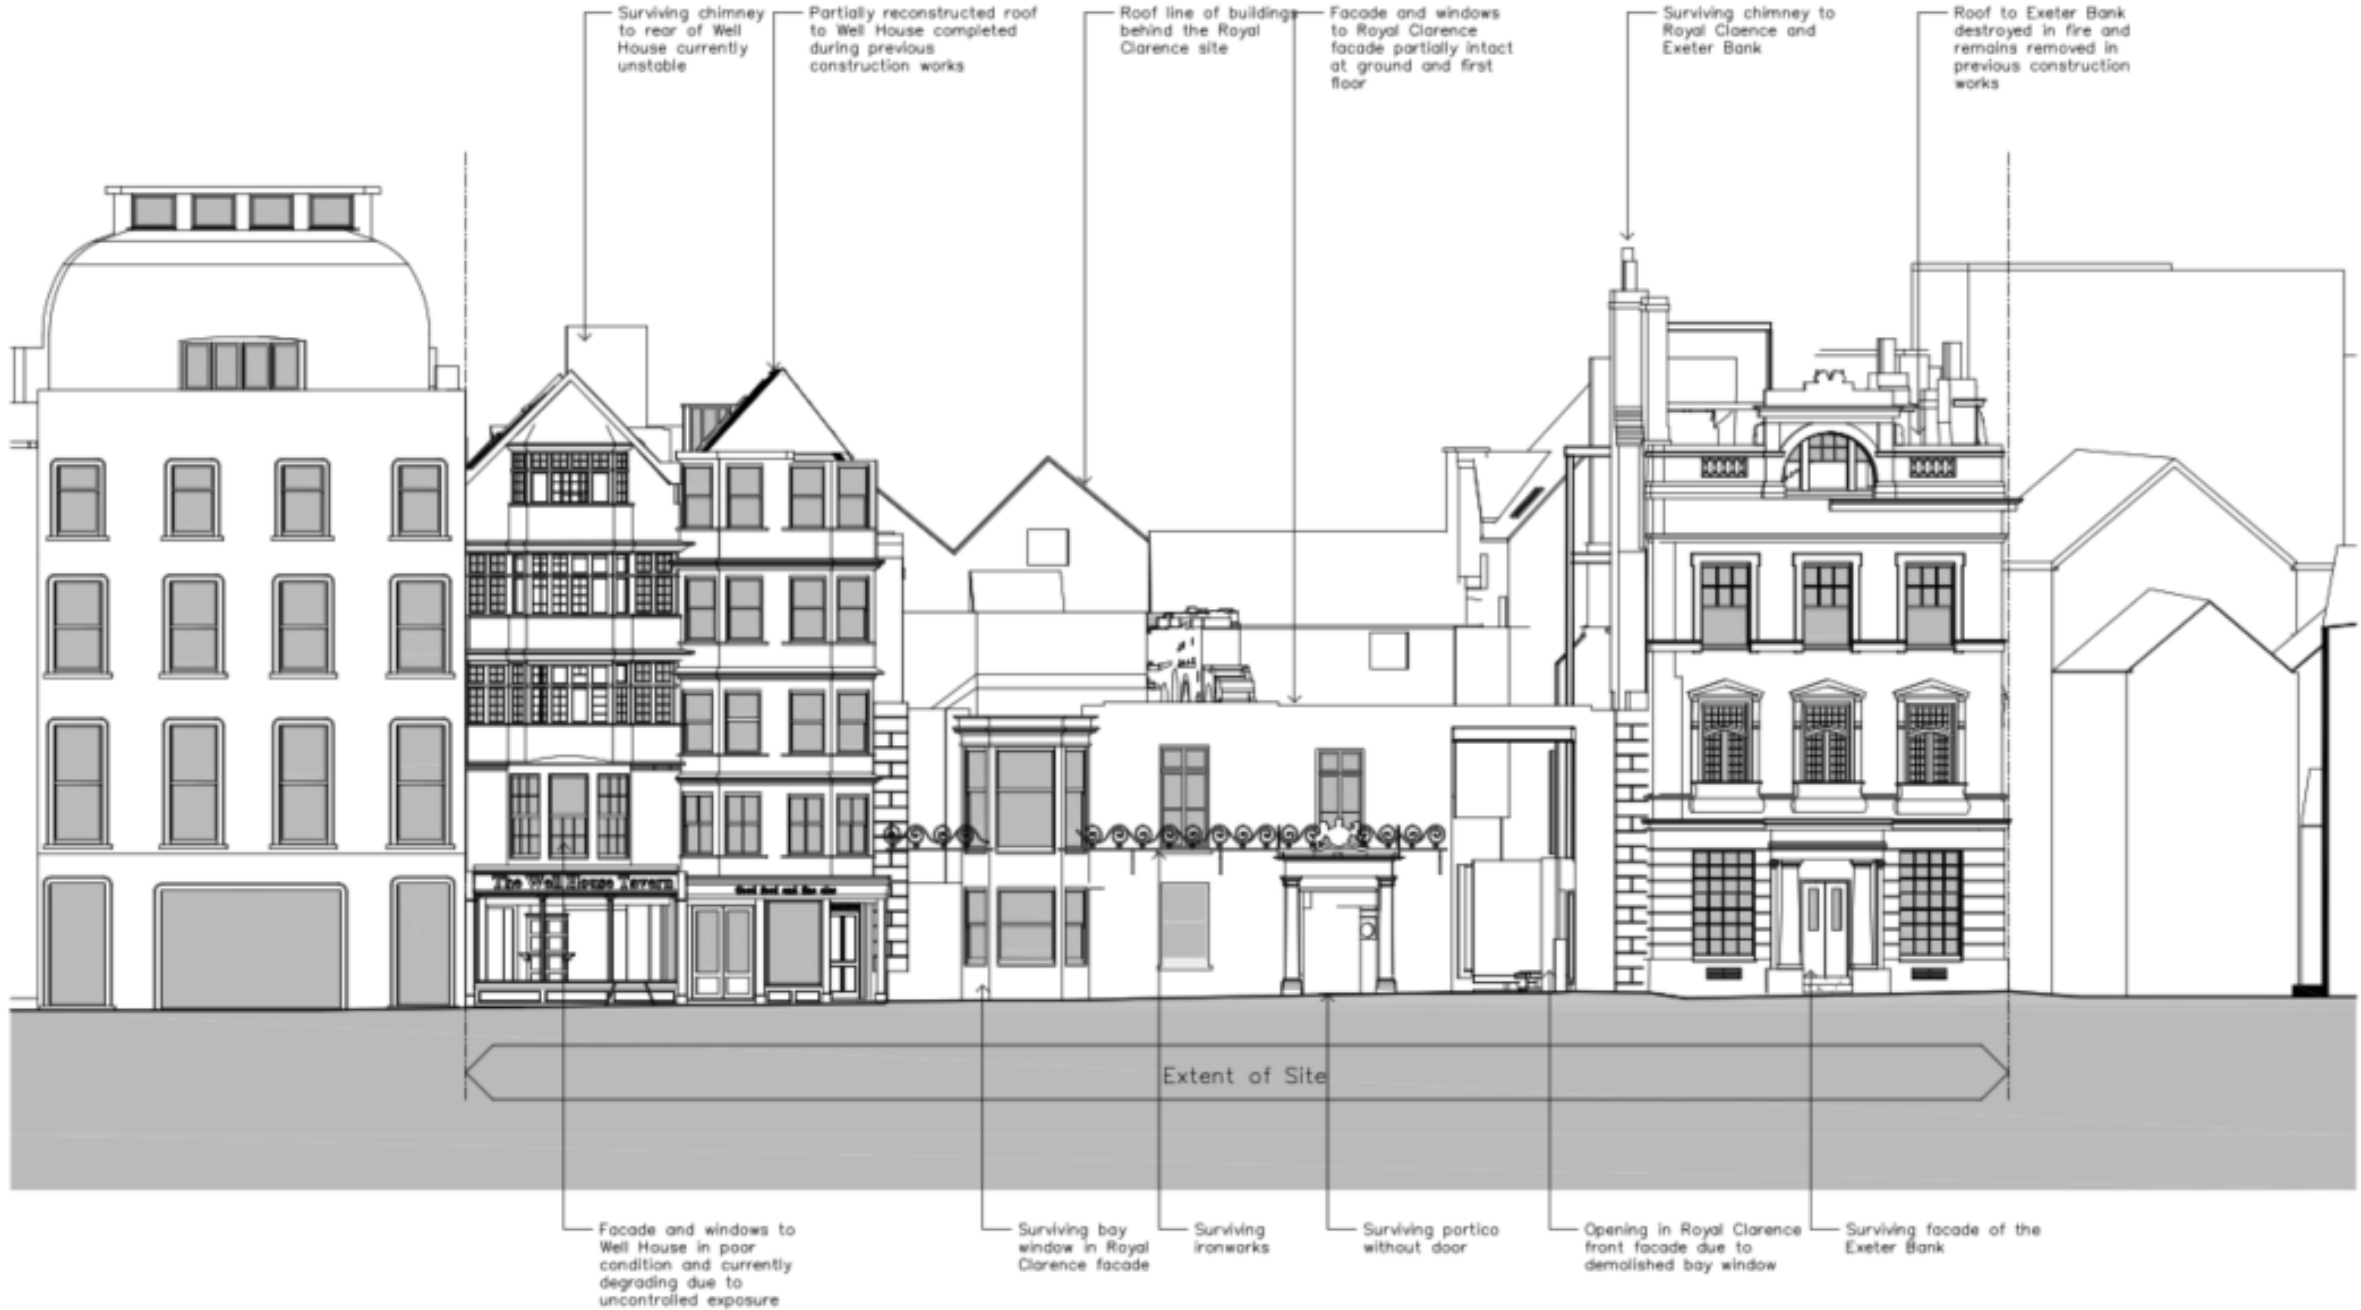 Surviving chimney
to rear of Well
House currently
unstable
Partially reconstructed roof
to Well House completed
during previous
construction works
Roof line of buildings
behind the Royal
Clarence site
Facade and windows
to Royal Clarence
facade partially intact
at ground and first
floor
Surviving chimney to
Royal Claence and
Exeter Bank
Roof to Exeter Bank
destroyed in fire and
remains removed in
previous construction
works
The Well House Tavern
Good food and fine ales
Extent of Site
Facade and windows to
Well House in poor
condition and currently
degrading due to
uncontrolled exposure
Surviving bay
window in Royal
Clarence facade
Surviving
ironworks
Surviving portico
without door
Opening in Royal Clarence
front facade due to
demolished bay window
Surviving facade of the
Exeter Bank